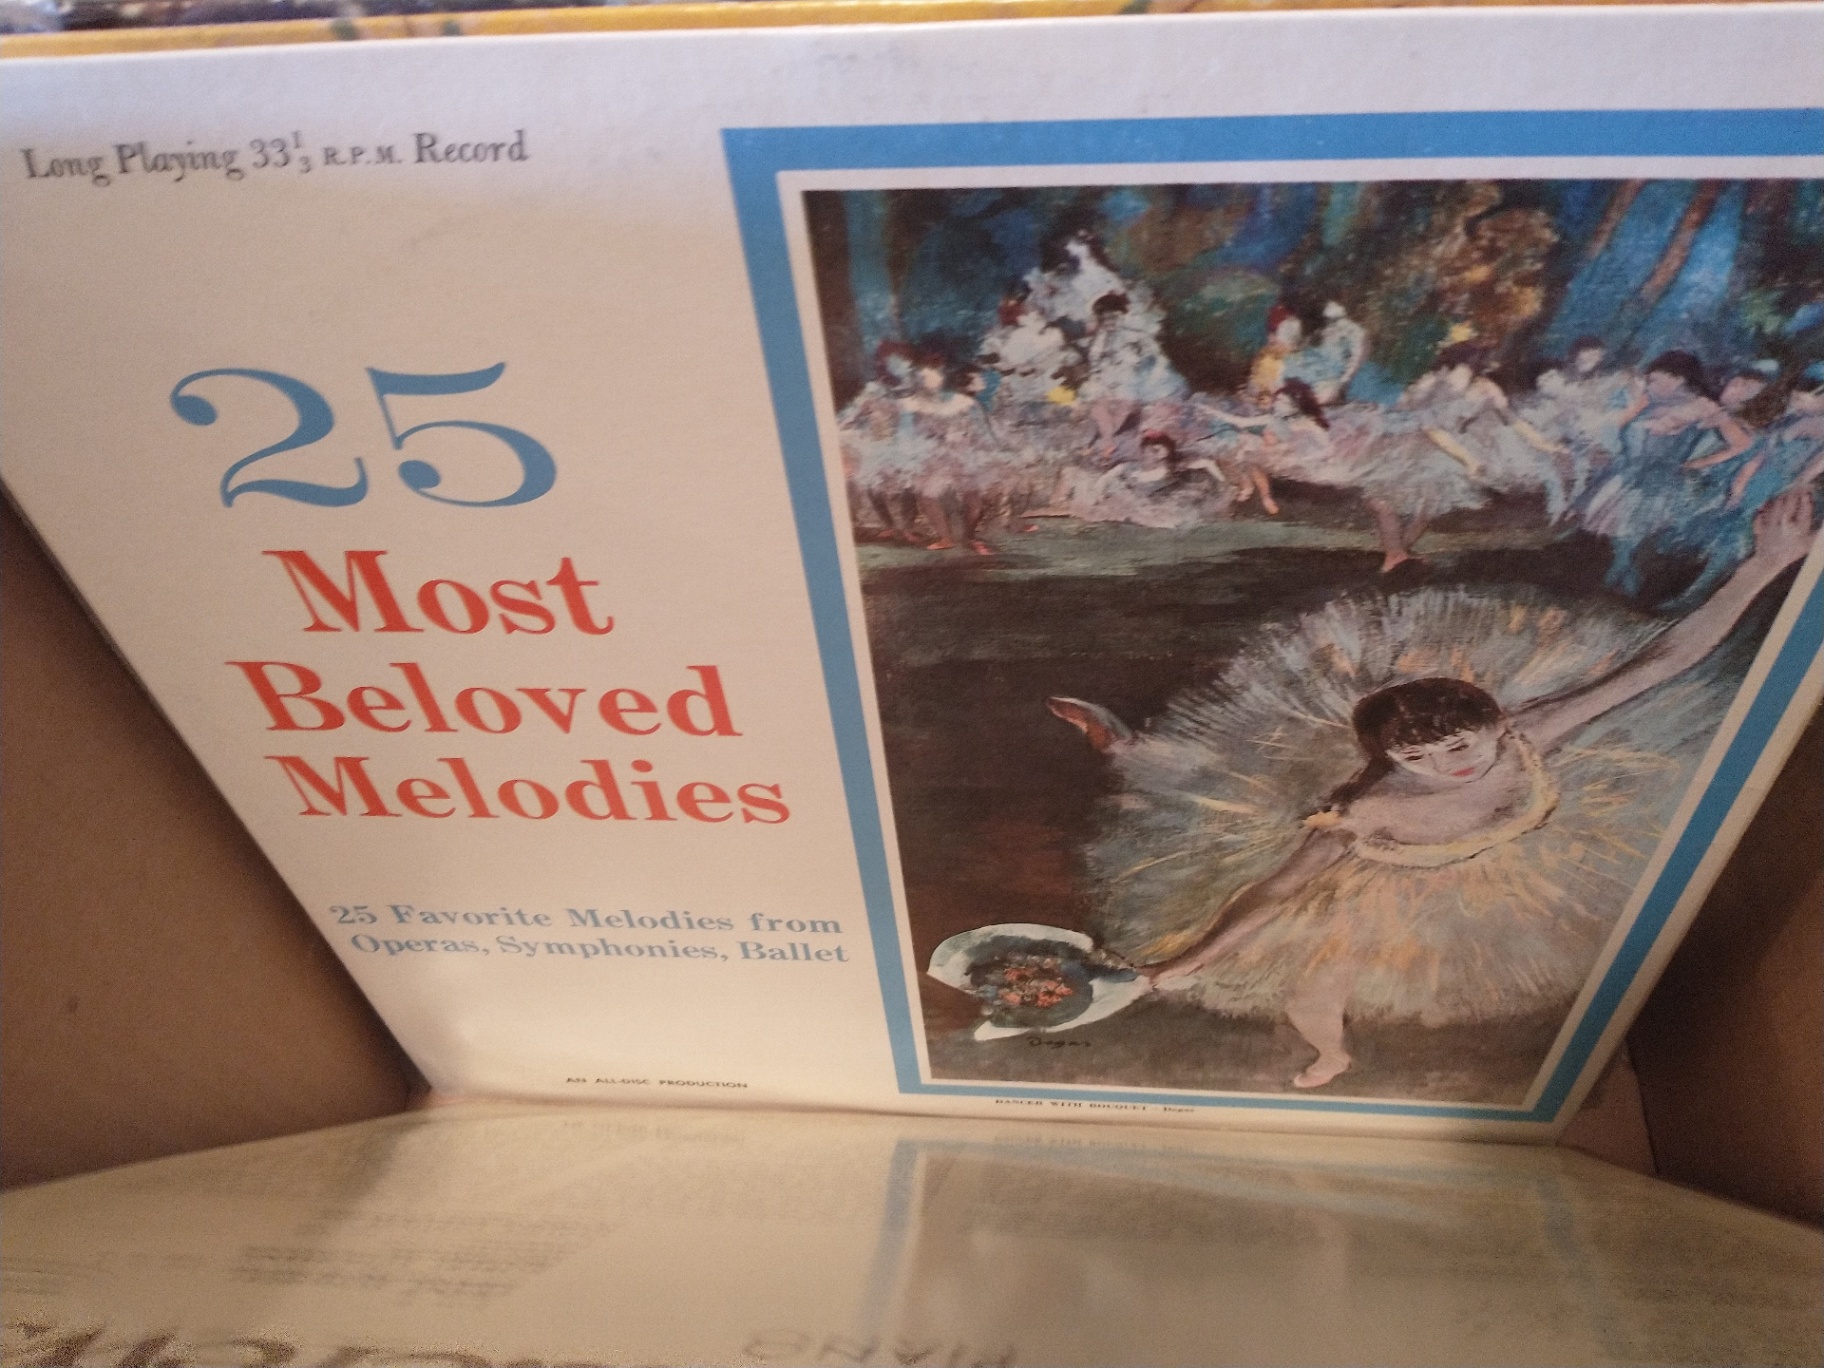 Long Playing 33 1/3 R.P.M. Record
25
Most
Beloved
Melodies
25 Favorite Melodies from
Operas, Symphonies, Ballet
AN ALL-DISC PRODUCTION
Degas
DANCER WITH BOUQUET - Degas